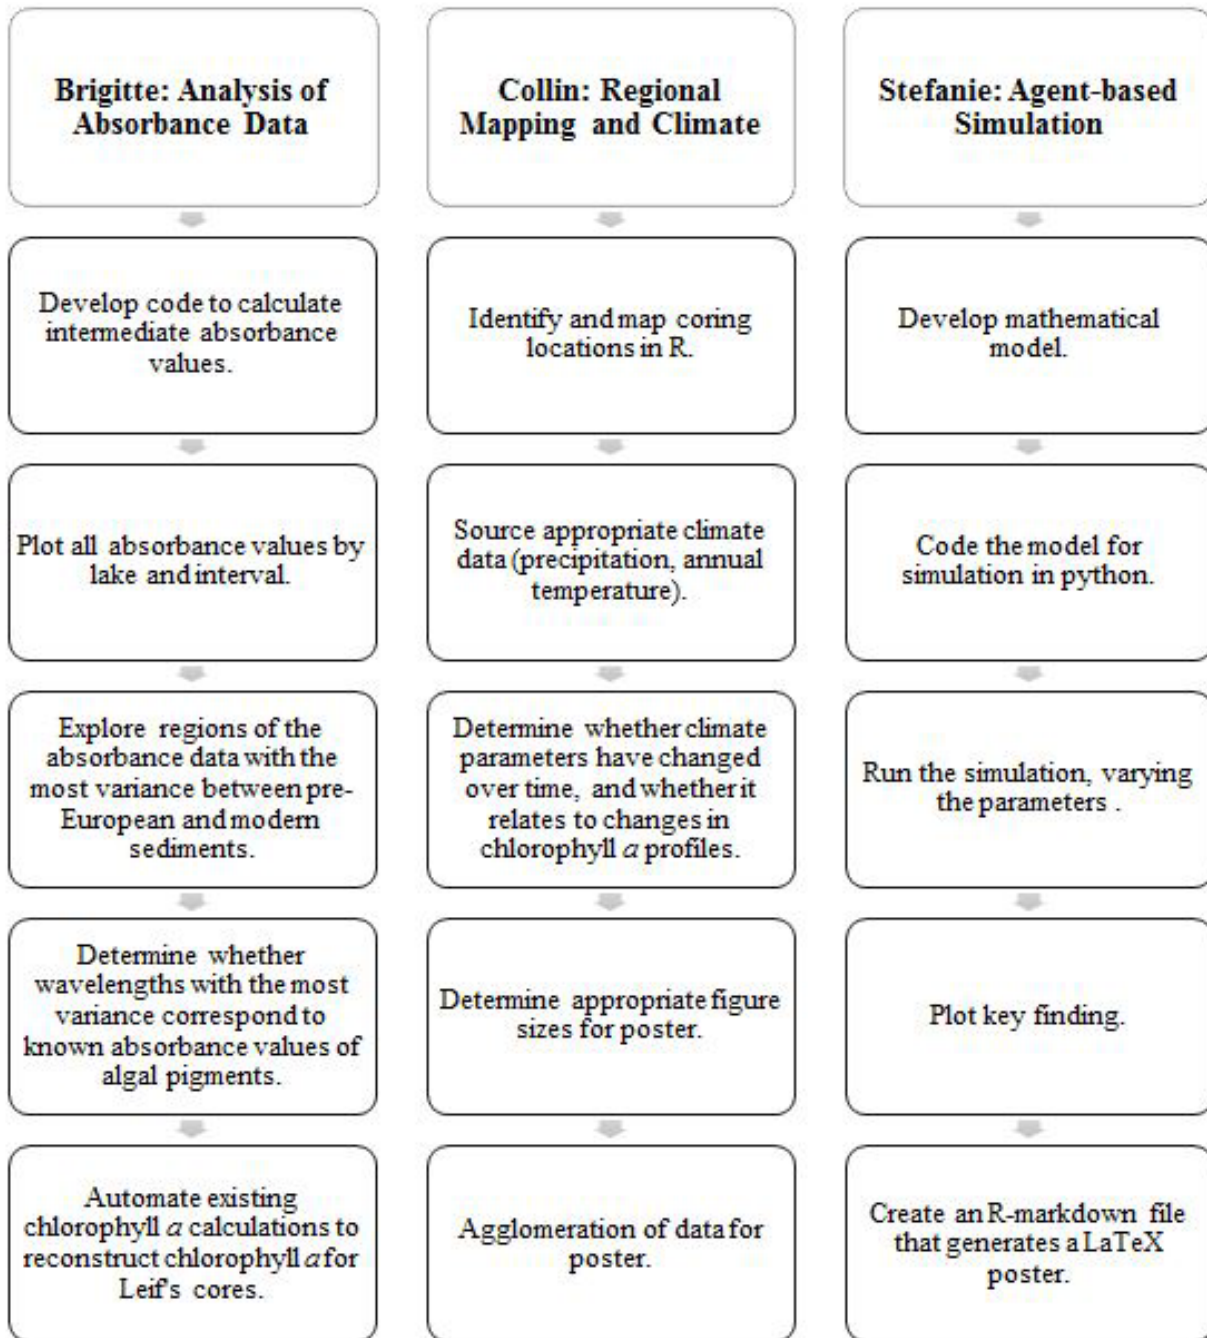 Brigitte: Analysis of
Absorbance Data
Develop code to calculate
intermediate absorbance
values.
Plot all absorbance values by
lake and interval.
Explore regions of the
absorbance data with the
most variance between pre-
European and modern
sediments.
Determine whether
wavelengths with the most
variance correspond to
known absorbance values of
algal pigments.
Automate existing
chlorophyll a calculations to
reconstruct chlorophyll a for
Leif's cores.
Collin: Regional
Mapping and Climate
Identify and map coring
locations in R.
Source appropriate climate
data (precipitation, annual
temperature).
Determine whether climate
parameters have changed
over time, and whether it
relates to changes in
chlorophyll a profiles.
Determine appropriate figure
sizes for poster.
Agglomeration of data for
poster.
Stefanie: Agent-based
Simulation
Develop mathematical
model.
Code the model for
simulation in python.
Run the simulation, varying
the parameters .
Plot key finding.
Create an R-markdown file
that generates a LaTeX
poster.